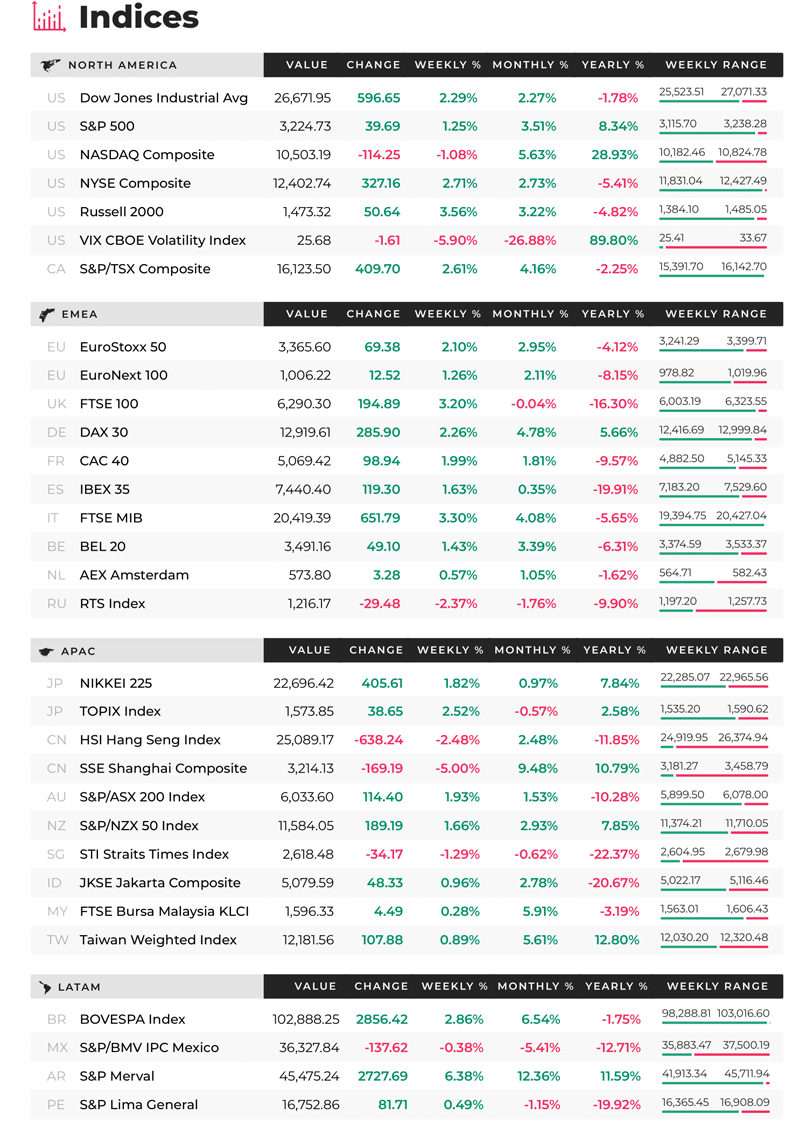 Indices
NORTH AMERICA VALUE CHANGE WEEKLY % MONTHLY % YEARLY % WEEKLY RANGE
US Dow Jones Industrial Avg 26,671.95 596.65 2.29% 2.27% -1.78% 25,523.51 27,071.33
US S&P 500 3,224.73 39.69 1.25% 3.51% 8.34% 3,115.70 3,238.28
US NASDAQ Composite 10,503.19 -114.25 -1.08% 5.63% 28.93% 10,182.46 10,824.78
US NYSE Composite 12,402.74 327.16 2.71% 2.73% -5.41% 11,831.04 12,427.49
US Russell 2000 1,473.32 50.64 3.56% 3.22% -4.82% 1,384.10 1,485.05
US VIX CBOE Volatility Index 25.68 -1.61 -5.90% -26.88% 89.80% 25.41 33.67
CA S&P/TSX Composite 16,123.50 409.70 2.61% 4.16% -2.25% 15,391.70 16,142.70
EMEA VALUE CHANGE WEEKLY % MONTHLY % YEARLY % WEEKLY RANGE
EU EuroStoxx 50 3,365.60 69.38 2.10% 2.95% -4.12% 3,241.29 3,399.71
EU EuroNext 100 1,006.22 12.52 1.26% 2.11% -8.15% 978.82 1,019.96
UK FTSE 100 6,290.30 194.89 3.20% -0.04% -16.30% 6,003.19 6,323.55
DE DAX 30 12,919.61 285.90 2.26% 4.78% 5.66% 12,416.69 12,999.84
FR CAC 40 5,069.42 98.94 1.99% 1.81% -9.57% 4,882.50 5,145.33
ES IBEX 35 7,440.40 119.30 1.63% 0.35% -19.91% 7,183.20 7,529.60
IT FTSE MIB 20,419.39 651.79 3.30% 4.08% -5.65% 19,394.75 20,427.04
BE BEL 20 3,491.16 49.10 1.43% 3.39% -6.31% 3,374.59 3,533.37
NL AEX Amsterdam 573.80 3.28 0.57% 1.05% -1.62% 564.71 582.43
RU RTS Index 1,216.17 -29.48 -2.37% -1.76% -9.90% 1,197.20 1,257.73
APAC VALUE CHANGE WEEKLY % MONTHLY % YEARLY % WEEKLY RANGE
JP NIKKEI 225 22,696.42 405.61 1.82% 0.97% 7.84% 22,285.07 22,965.56
JP TOPIX Index 1,573.85 38.65 2.52% -0.57% 2.58% 1,535.20 1,590.62
CN HSI Hang Seng Index 25,089.17 -638.24 -2.48% 2.48% -11.85% 24,919.95 26,374.94
CN SSE Shanghai Composite 3,214.13 -169.19 -5.00% 9.48% 10.79% 3,181.27 3,458.79
AU S&P/ASX 200 Index 6,033.60 114.40 1.93% 1.53% -10.28% 5,899.50 6,078.00
NZ S&P/NZX 50 Index 11,584.05 189.19 1.66% 2.93% 7.85% 11,374.21 11,710.05
SG STI Straits Times Index 2,618.48 -34.17 -1.29% -0.62% -22.37% 2,604.95 2,679.98
ID JKSE Jakarta Composite 5,079.59 48.33 0.96% 2.78% -20.67% 5,022.17 5,116.46
MY FTSE Bursa Malaysia KLCI 1,596.33 4.49 0.28% 5.91% -3.19% 1,563.01 1,606.43
TW Taiwan Weighted Index 12,181.56 107.88 0.89% 5.61% 12.80% 12,030.20 12,320.48
LATAM VALUE CHANGE WEEKLY % MONTHLY % YEARLY % WEEKLY RANGE
BR BOVESPA Index 102,888.25 2856.42 2.86% 6.54% -1.75% 98,288.81 103,016.60
MX S&P/BMV IPC Mexico 36,327.84 -137.62 -0.38% -5.41% -12.71% 35,883.47 37,500.19
AR S&P Merval 45,475.24 2727.69 6.38% 12.36% 11.59% 41,913.34 45,711.94
PE S&P Lima General 16,752.86 81.71 0.49% -1.15% -19.92% 16,365.45 16,908.09